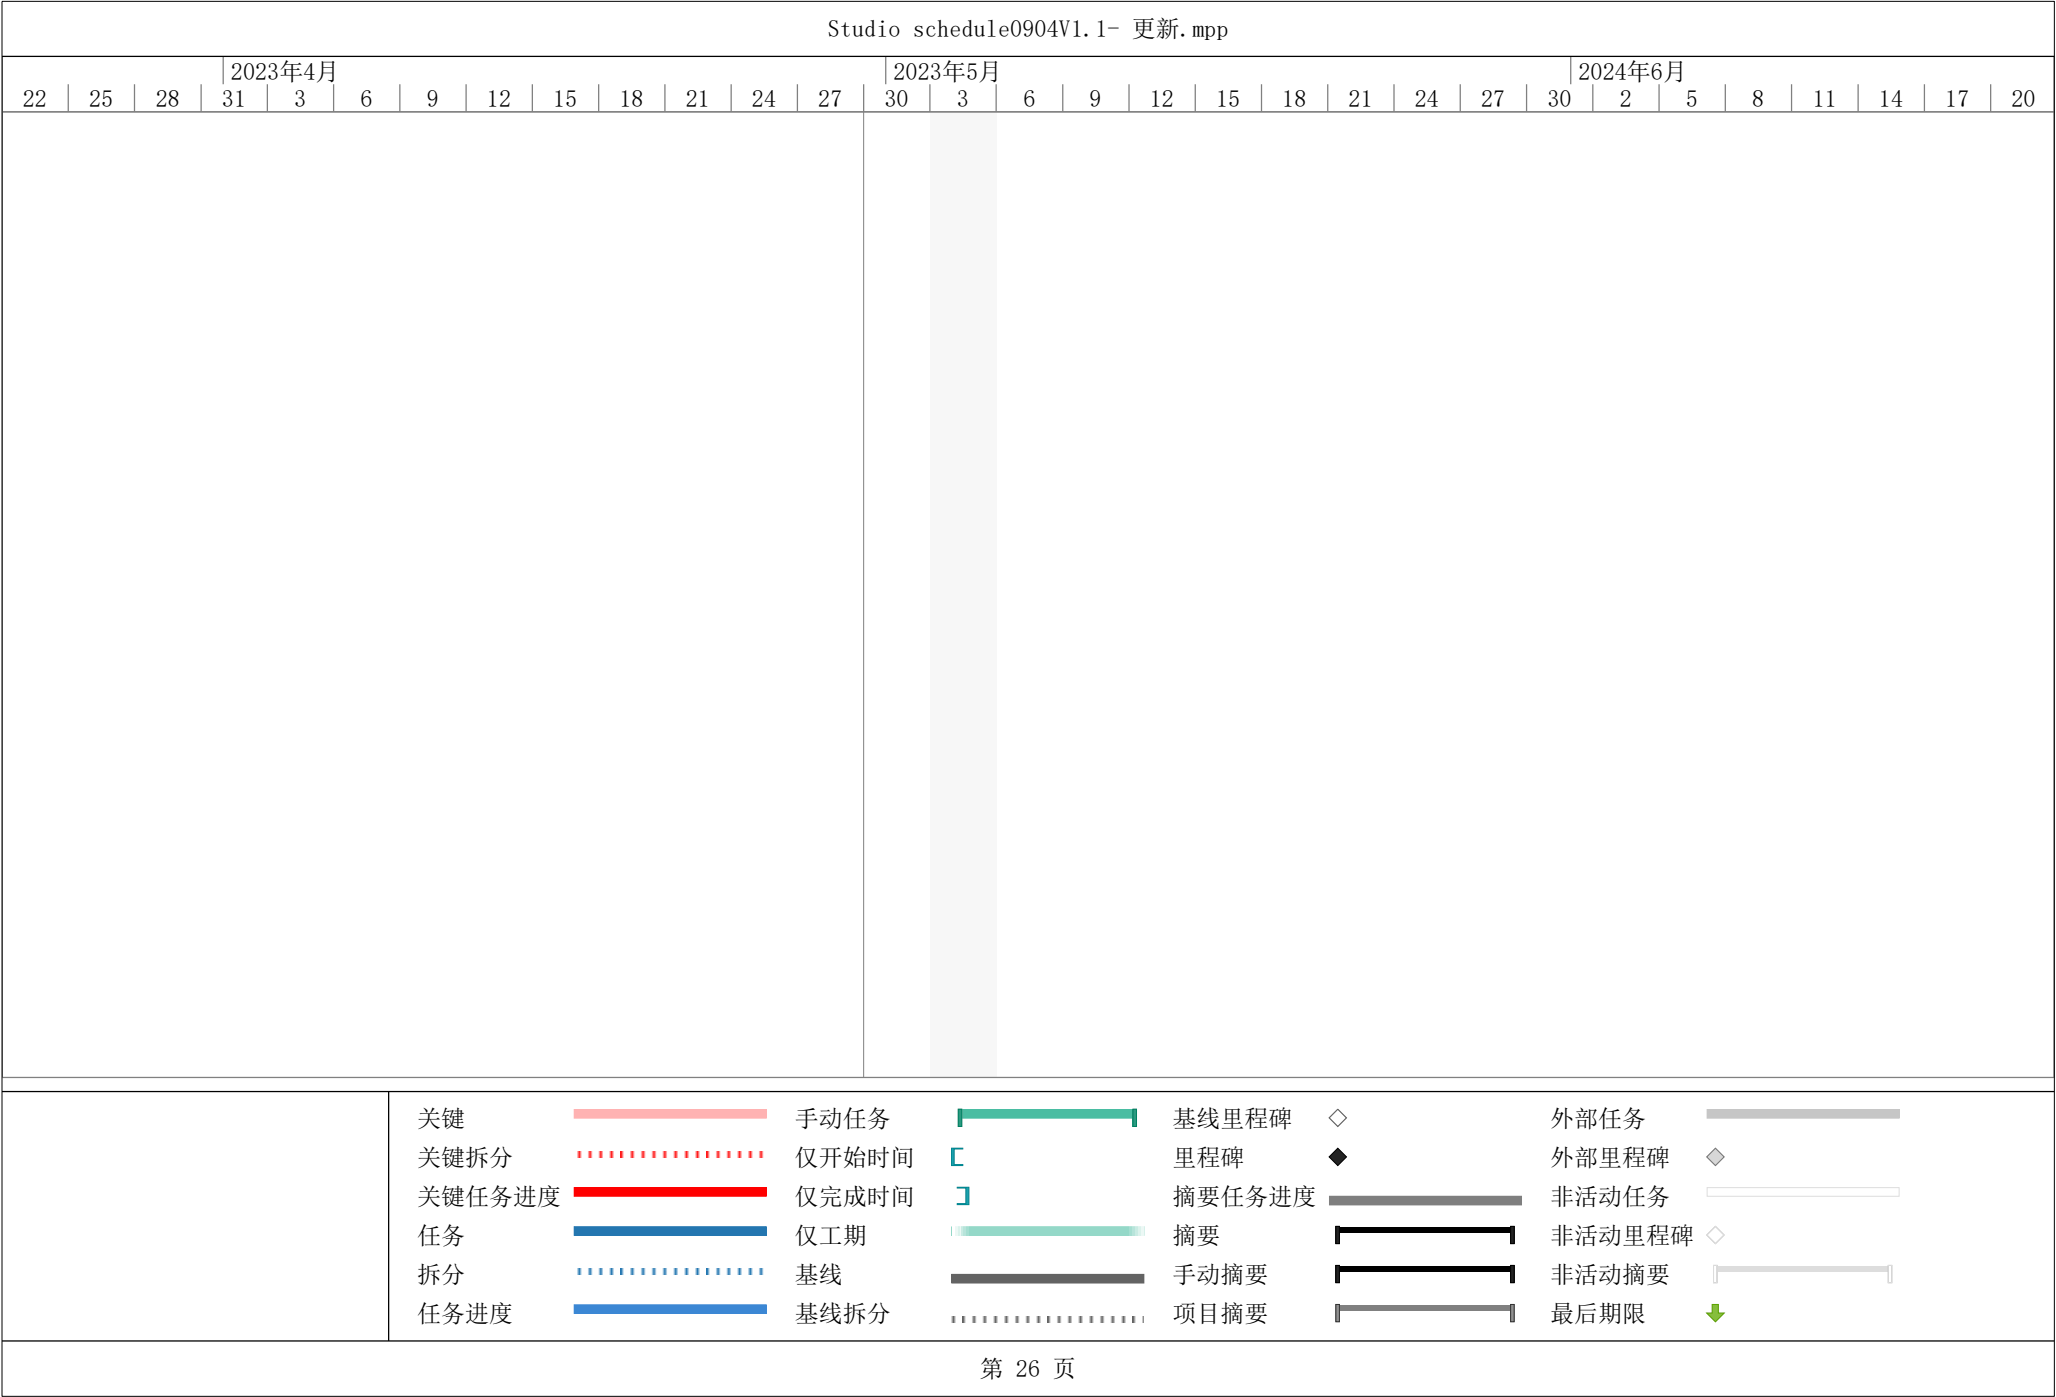 Studio schedule0904V1.1- 更新.mpp
2023年4月 2023年5月 2024年6月
22 25 28 31 3 6 9 12 15 18 21 24 27 30 3 6 9 12 15 18 21 24 27 30 2 5 8 11 14 17 20
关键 手动任务 基线里程碑 外部任务
关键拆分 仅开始时间 里程碑 外部里程碑
关键任务进度 仅完成时间 摘要任务进度 非活动任务
任务 仅工期 摘要 非活动里程碑
拆分 基线 手动摘要 非活动摘要
任务进度 基线拆分 项目摘要 最后期限
第 26 页